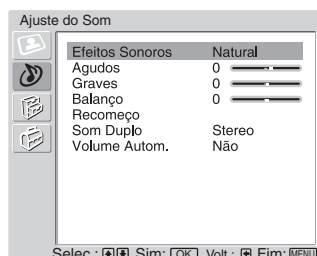 Ajuste do Som
Efeitos Sonoros Natural
Agudos 0
Graves 0
Balanço 0
Recomeço
Som Duplo Stereo
Volume Autom. Não
Selec.: Sim: OK Volt.: Fim: MENU